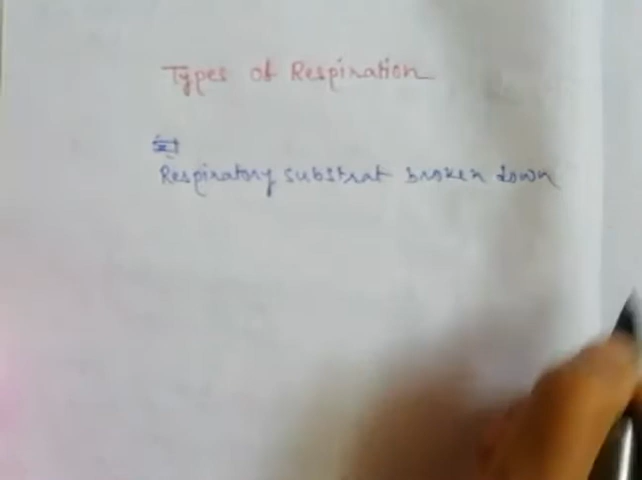 Types of Respiration
Respiratory substrat broken down